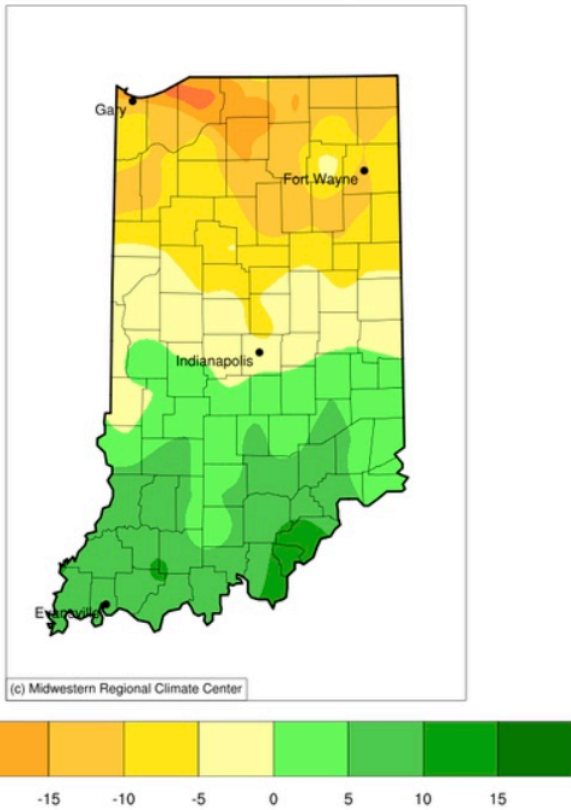 Gary
Fort Wayne
Indianapolis
Evansville
(c) Midwestern Regional Climate Center
-15 -10 -5 0 5 10 15